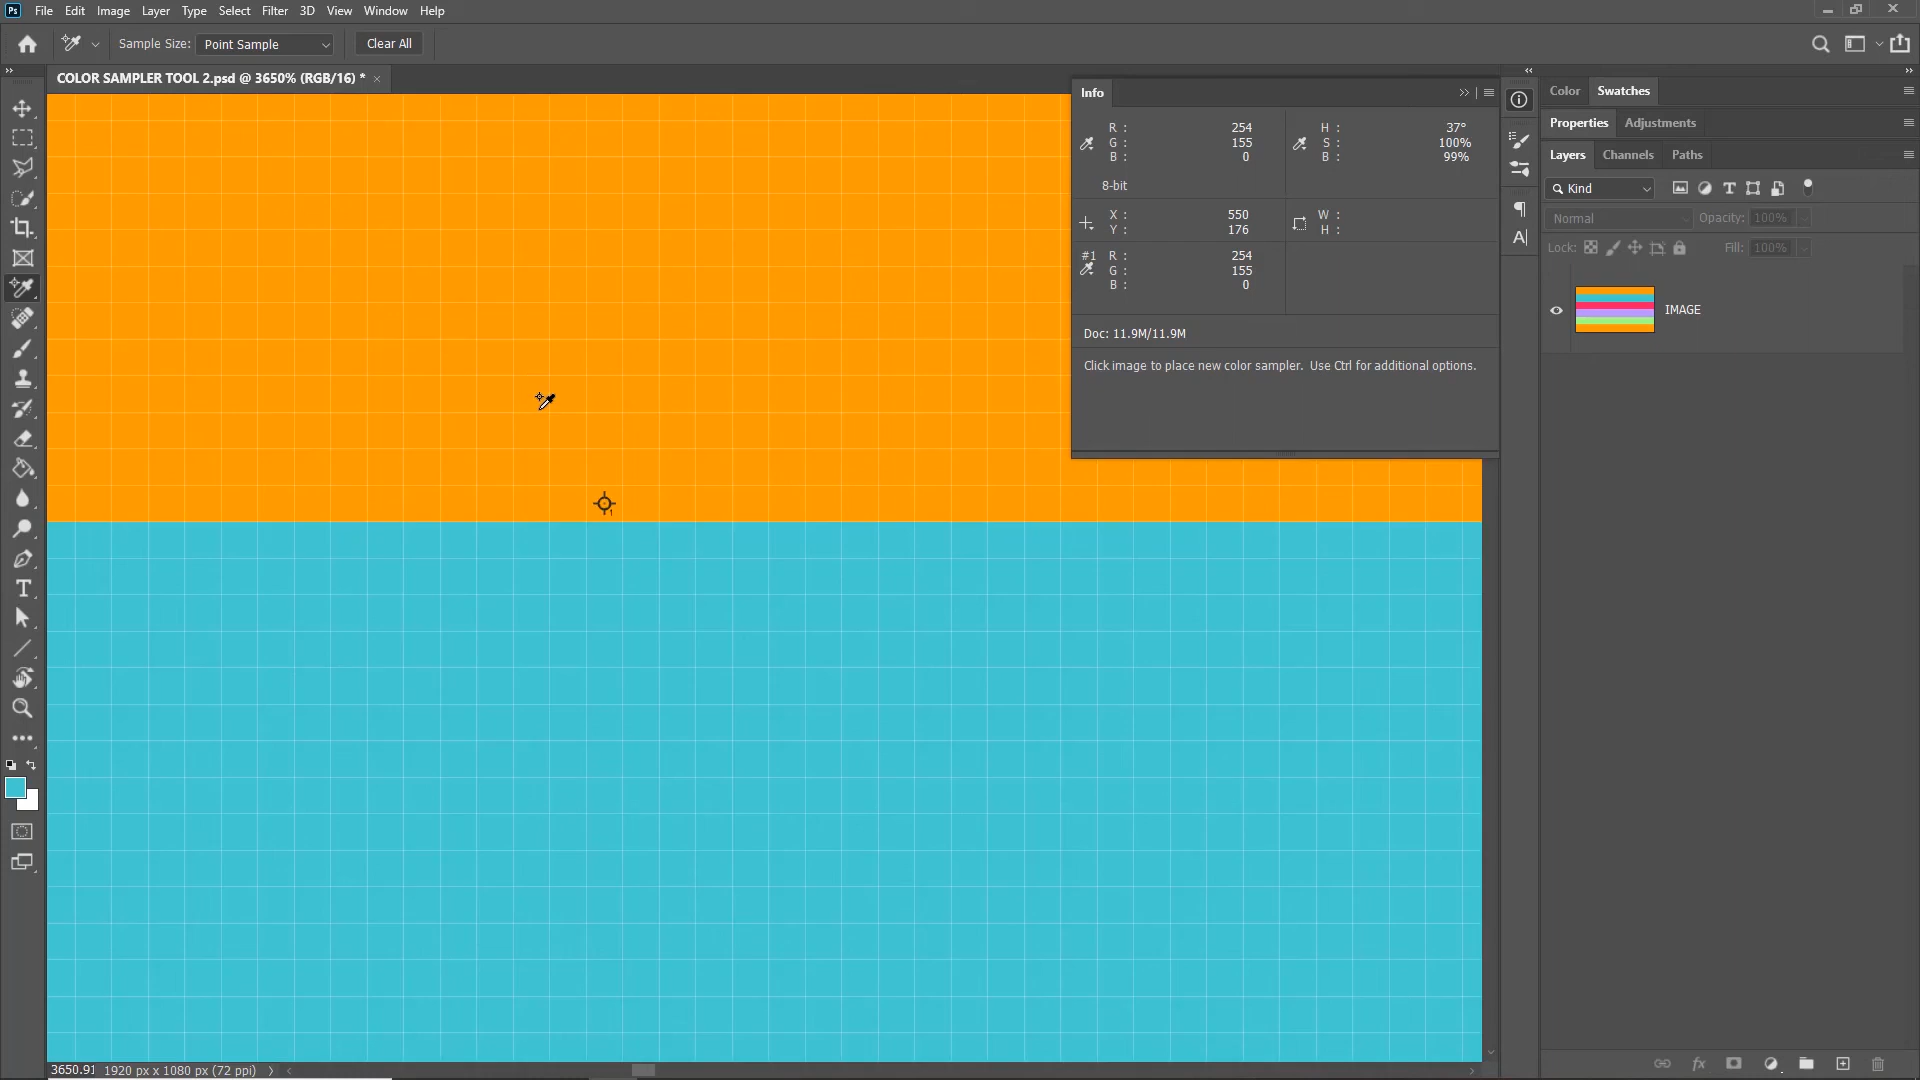 Ps File Edit Image Layer Type Select Filter 3D View Window Help
Sample Size: Point Sample Clear All
COLOR SAMPLER TOOL 2.psd @ 3650% (RGB/16) * ×
Info
R : 254
G : 155
B : 0
H : 37°
S : 100%
B : 99%
8-bit
X : 550
Y : 176
W :
H :
#1 R : 254
G : 155
B : 0
Doc: 11.9M/11.9M
Click image to place new color sampler. Use Ctrl for additional options.
1
Color Swatches
Properties Adjustments
Layers Channels Paths
Kind
Normal Opacity: 100%
Lock: Fill: 100%
IMAGE
3650.91 1920 px x 1080 px (72 ppi)